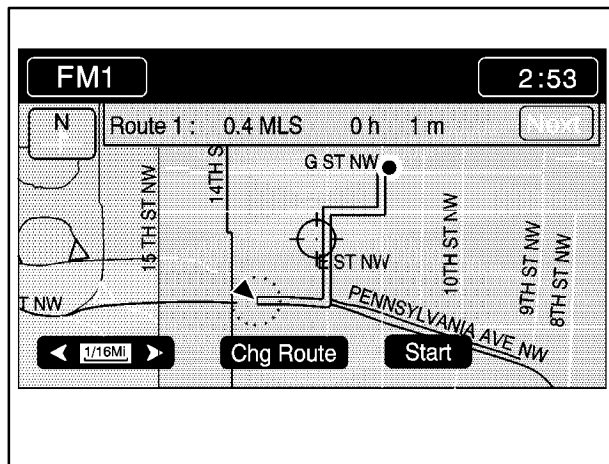 FM1 2:53
N Route 1 : 0.4 MLS 0 h 1 m Next
14TH S
G ST NW
15 TH ST NW
10TH ST NW
9TH ST NW
8TH ST NW
E ST NW
T NW
PENNSYLVANIA AVE NW
1/16Mi Chg Route Start